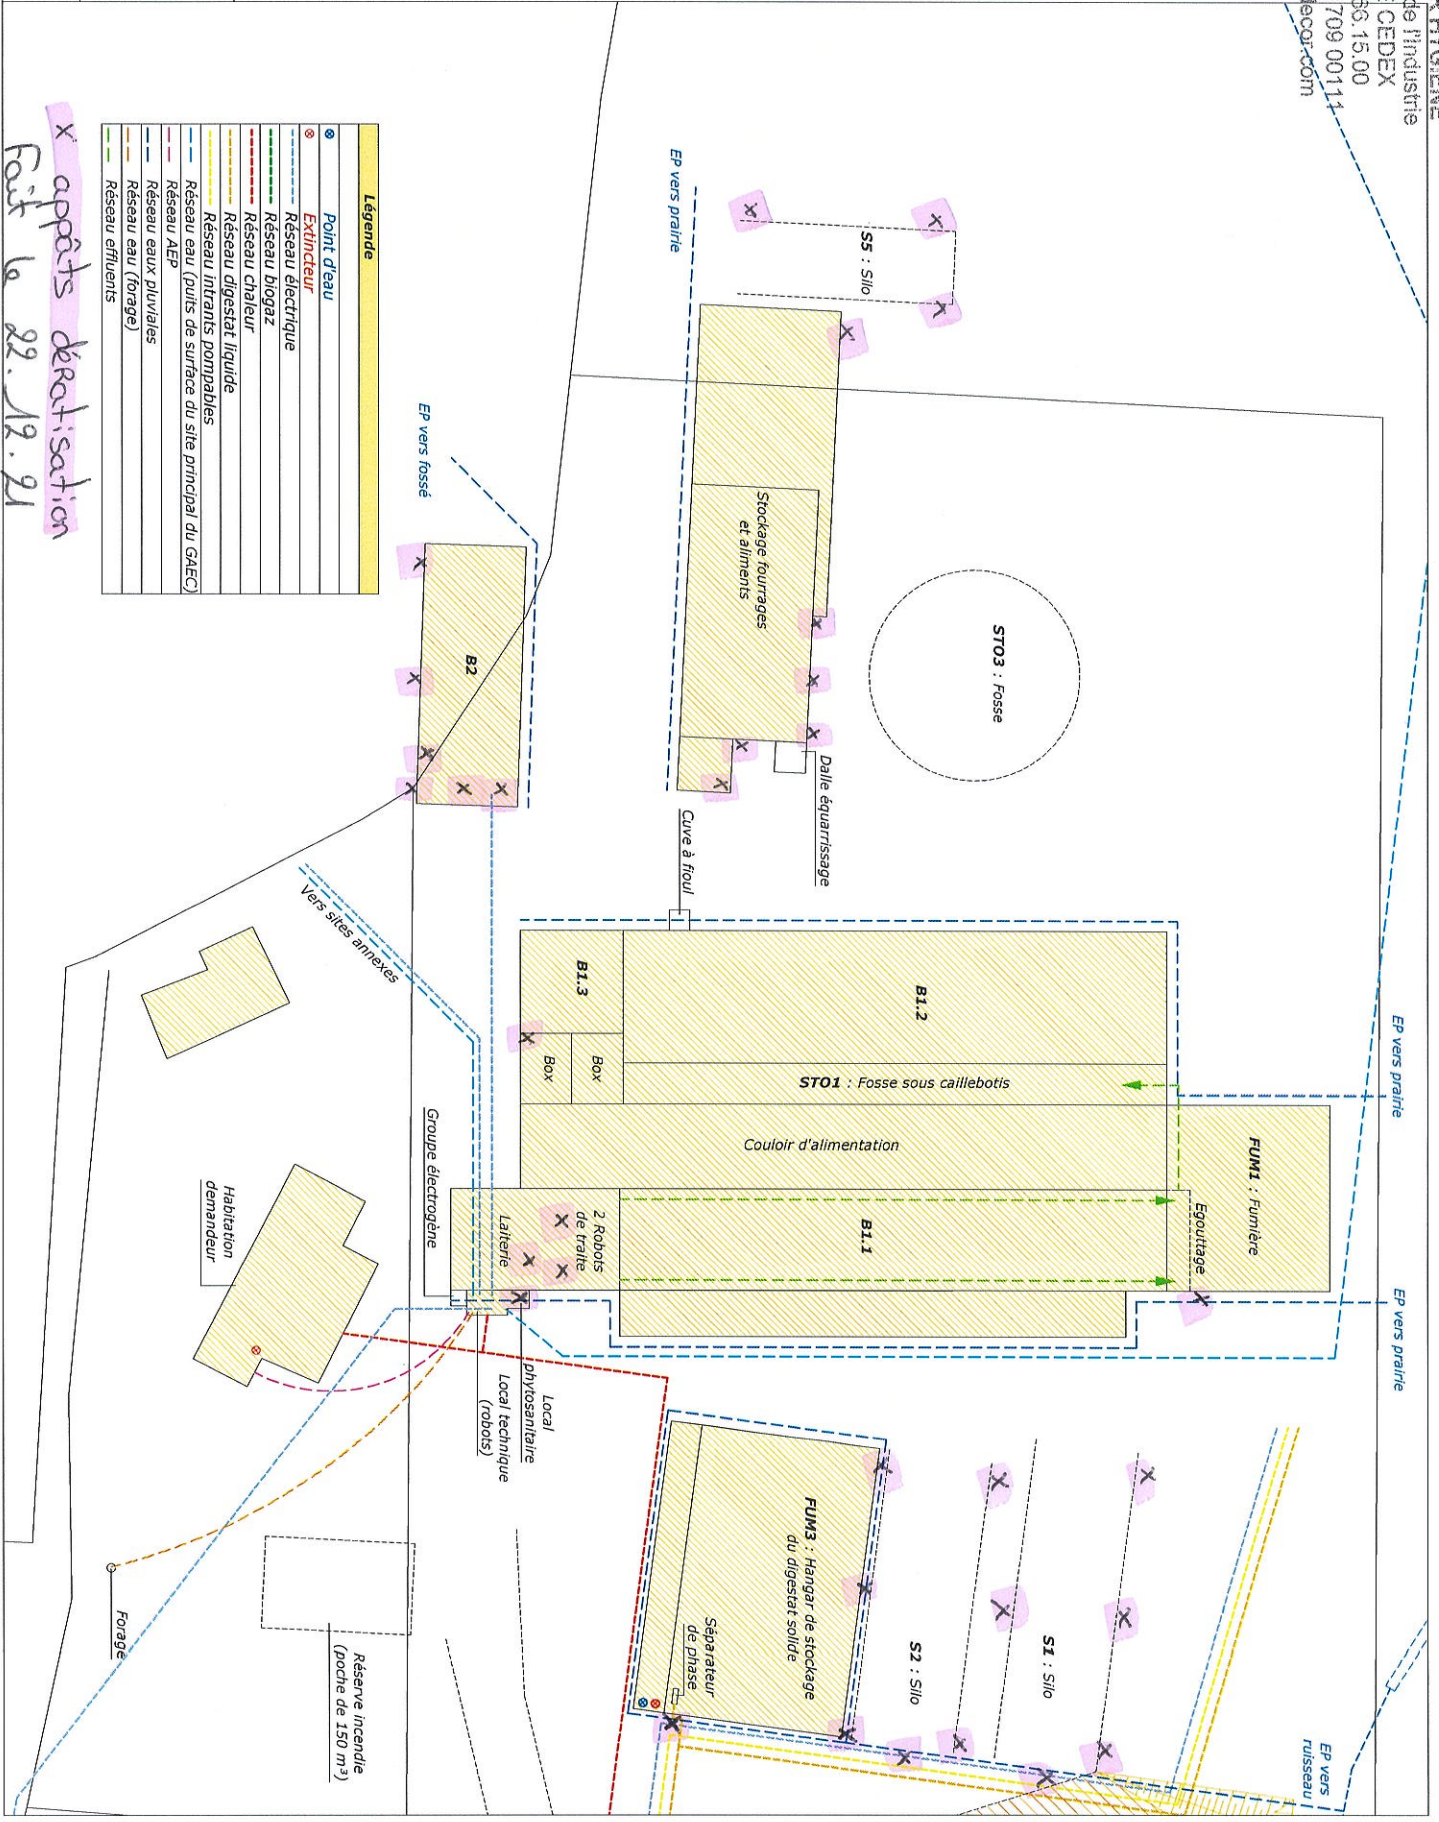 de l'Industrie
CEDEX
66.15.00
709 00111
ecor.com
EP vers prairie
EP vers prairie
EP vers ruisseau
S5 : Silo
EP vers prairie
STO3 : Fosse
Stockage fourrages
et aliments
Dalle équarrissage
Cuve à fioul
EP vers fossé
B2
Vers sites annexes
B1.2
B1.3
Box
Box
STO1 : Fosse sous caillebotis
Couloir d'alimentation
FUM1 : Fumière
Egouttage
B1.1
2 Robots
de traite
Laiterie
Groupe électrogène
Habitation
demandeur
Local
phytosanitaire
Local technique
(robots)
S1 : Silo
S2 : Silo
FUM3 : Hangar de stockage
du digestat solide
Séparateur
de phase
Réserve incendie
(poche de 150 m³)
Forage
Légende
Point d'eau
Extincteur
Réseau électrique
Réseau biogaz
Réseau chaleur
Réseau digestat liquide
Réseau intrants pompables
Réseau eau (puits de surface du site principal du GAEC)
Réseau AEP
Réseau eaux pluviales
Réseau eau (forage)
Réseau effluents
x appâts dératisation
Fait le 22.12.21